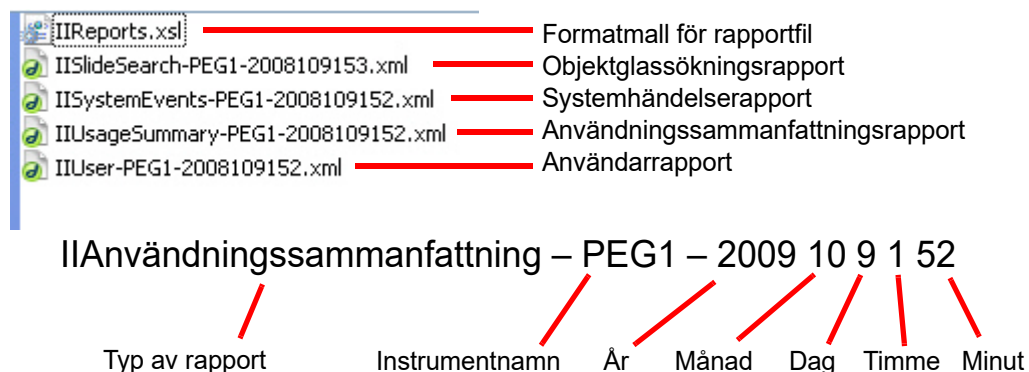 IIReports.xsl Formatmall för rapportfil
IISlideSearch-PEG1-2008109153.xml Objektglassökningsrapport
IISystemEvents-PEG1-2008109152.xml Systemhändelserapport
IIUsageSummary-PEG1-2008109152.xml Användningssammanfattningsrapport
IIUser-PEG1-2008109152.xml Användarrapport
IIAnvändningssammanfattning – PEG1 – 2009 10 9 1 52
Typ av rapport Instrumentnamn År Månad Dag Timme Minut